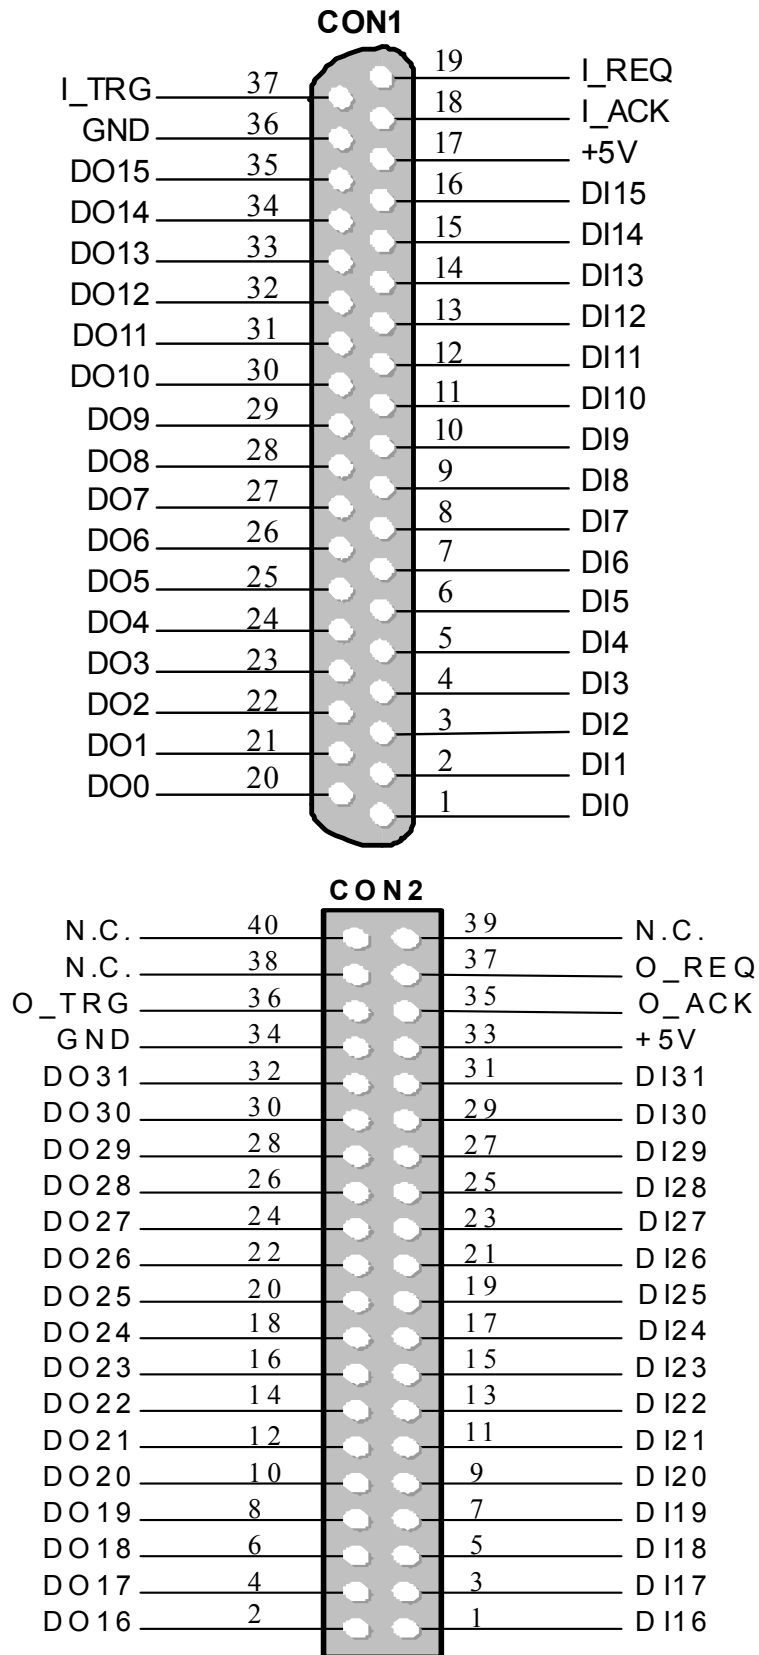 CON1
I_TRG 37 19 I_REQ
GND 36 18 I_ACK
DO15 35 17 +5V
DO14 34 16 DI15
DO13 33 15 DI14
DO12 32 14 DI13
DO11 31 13 DI12
DO10 30 12 DI11
DO9 29 11 DI10
DO8 28 10 DI9
DO7 27 9 DI8
DO6 26 8 DI7
DO5 25 7 DI6
DO4 24 6 DI5
DO3 23 5 DI4
DO2 22 4 DI3
DO1 21 3 DI2
DO0 20 2 DI1
1 DI0
CON2
N.C. 40 39 N.C.
N.C. 38 37 O_REQ
O_TRG 36 35 O_ACK
GND 34 33 +5V
DO31 32 31 DI31
DO30 30 29 DI30
DO29 28 27 DI29
DO28 26 25 DI28
DO27 24 23 DI27
DO26 22 21 DI26
DO25 20 19 DI25
DO24 18 17 DI24
DO23 16 15 DI23
DO22 14 13 DI22
DO21 12 11 DI21
DO20 10 9 DI20
DO19 8 7 DI19
DO18 6 5 DI18
DO17 4 3 DI17
DO16 2 1 DI16